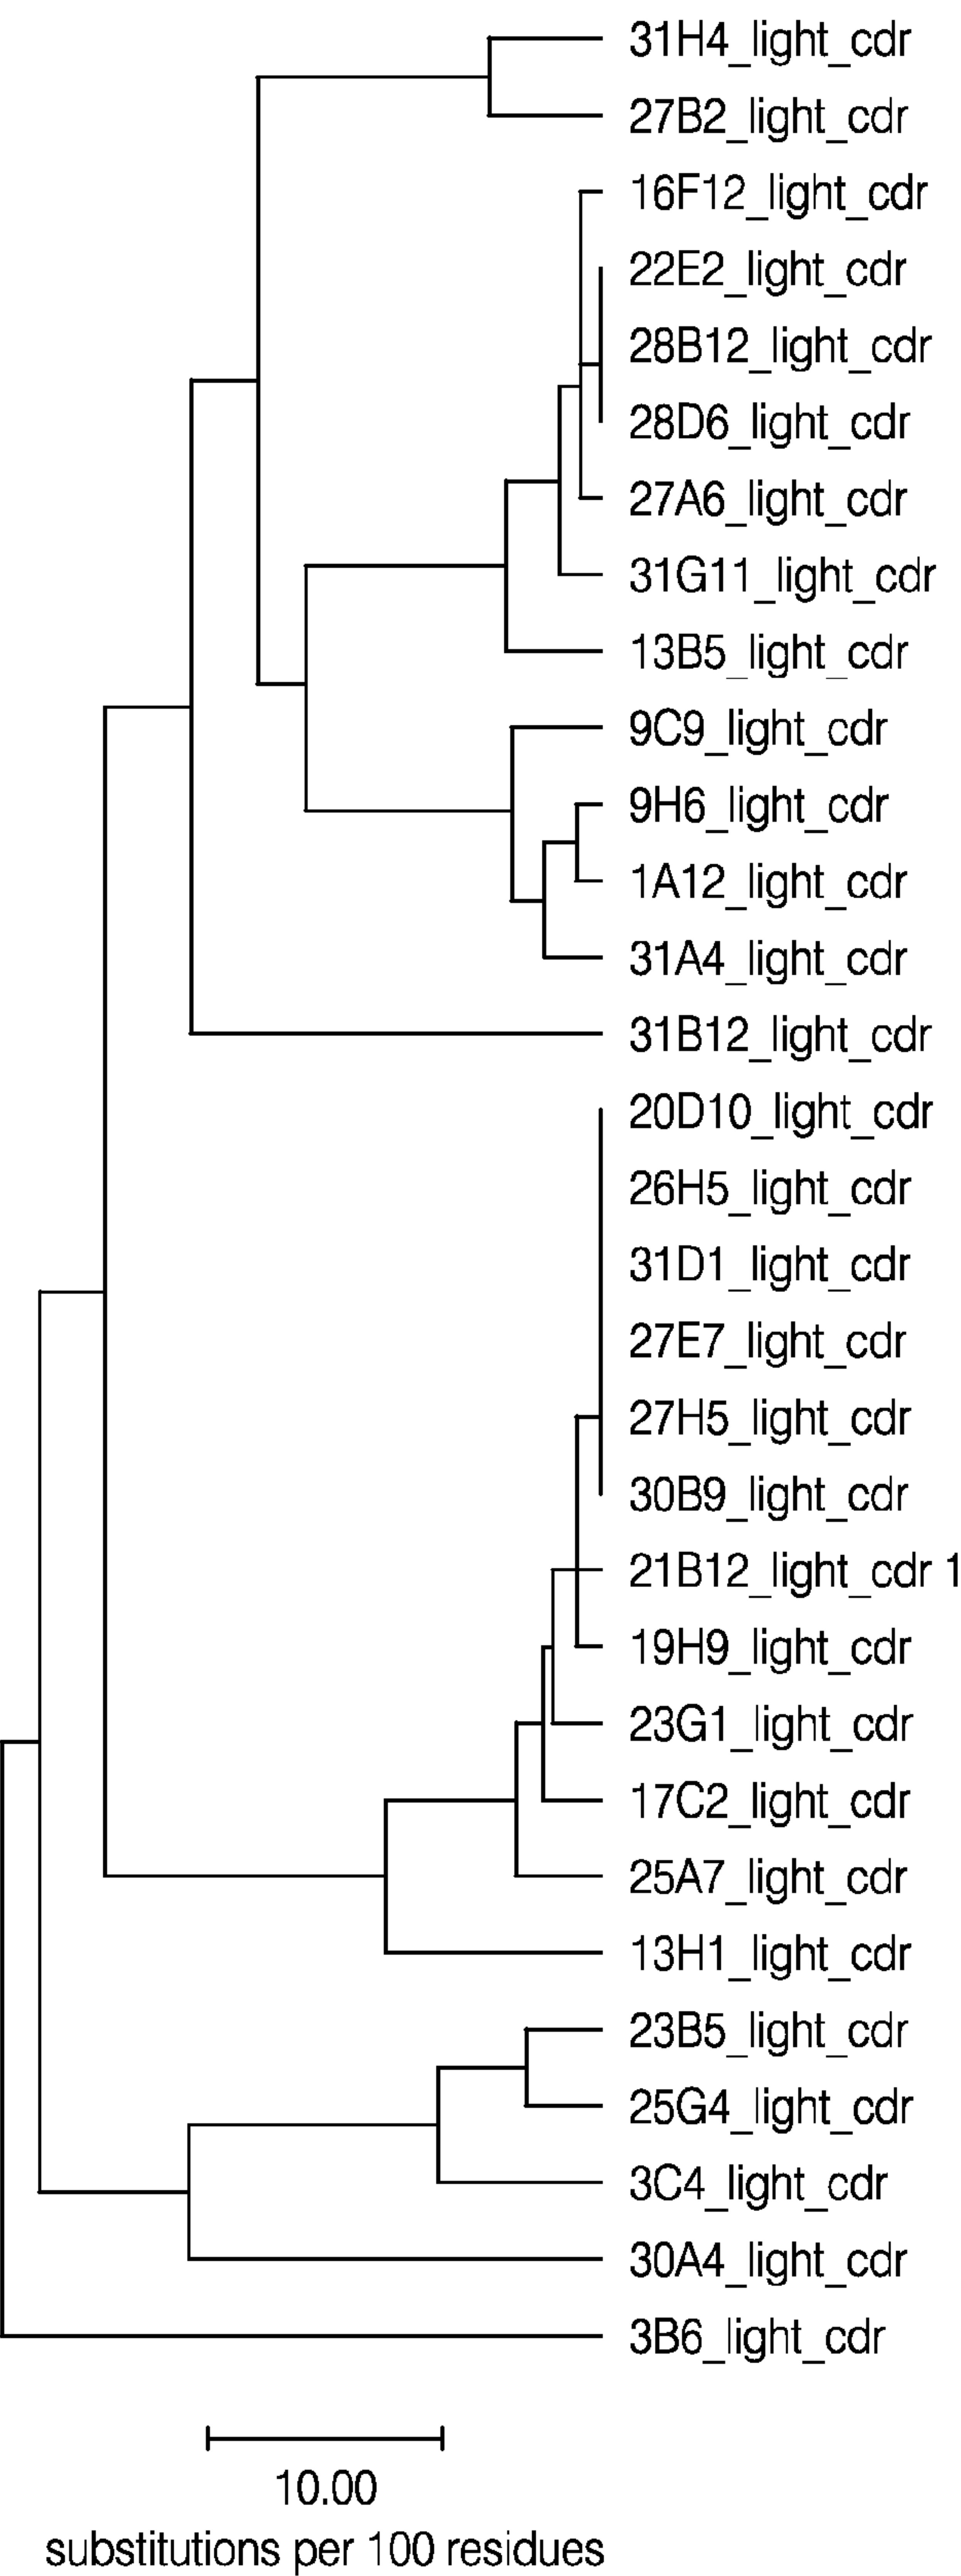 31H4_light_cdr
27B2_light_cdr
16F12_light_cdr
22E2_light_cdr
28B12_light_cdr
28D6_light_cdr
27A6_light_cdr
31G11_light_cdr
13B5_light_cdr
9C9_light_cdr
9H6_light_cdr
1A12_light_cdr
31A4_light_cdr
31B12_light_cdr
20D10_light_cdr
26H5_light_cdr
31D1_light_cdr
27E7_light_cdr
27H5_light_cdr
30B9_light_cdr
21B12_light_cdr 1
19H9_light_cdr
23G1_light_cdr
17C2_light_cdr
25A7_light_cdr
13H1_light_cdr
23B5_light_cdr
25G4_light_cdr
3C4_light_cdr
30A4_light_cdr
3B6_light_cdr
10.00
substitutions per 100 residues